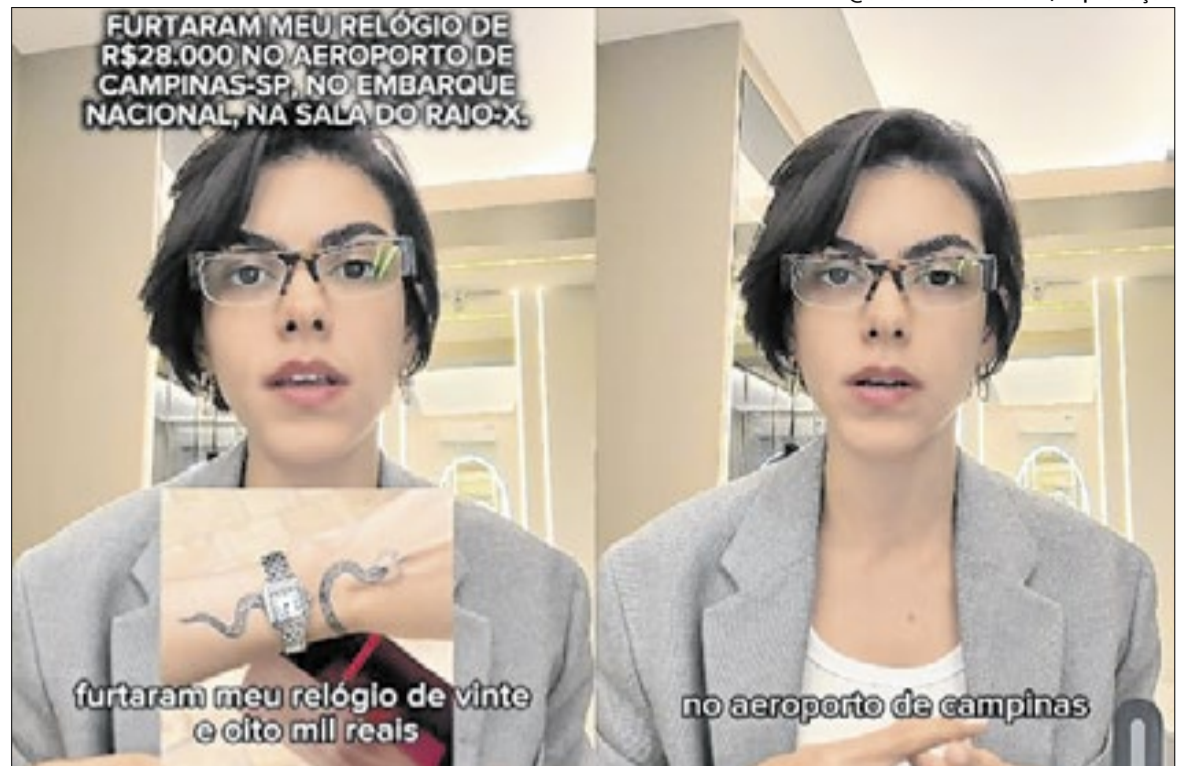 FURTARAM MEU RELÓGIO DE
R$28.000 NO AEROPORTO DE
CAMPINAS-SP, NO EMBARQUE
NACIONAL, NA SALA DO RAIO-X.
furtaram meu relógio de vinte
e oito mil reais
no aeroporto de campinas